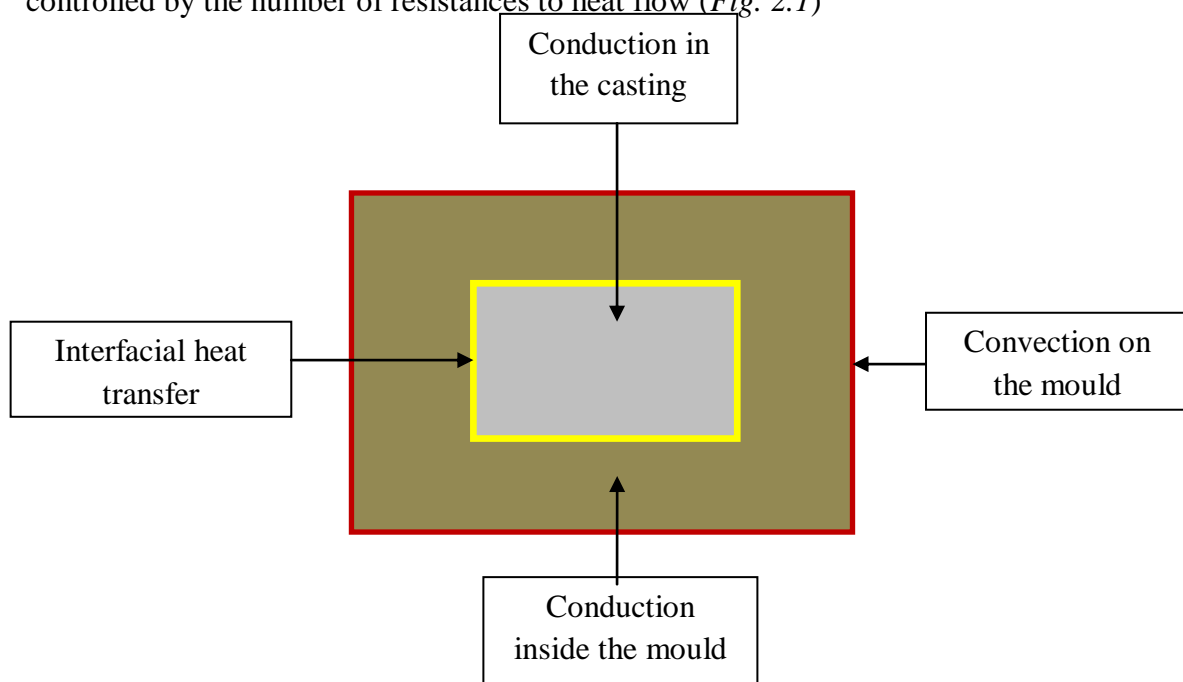 controlled by the number of resistances to heat flow (Fig. 2.1)
Conduction in
the casting
Interfacial heat
transfer
Convection on
the mould
Conduction
inside the mould